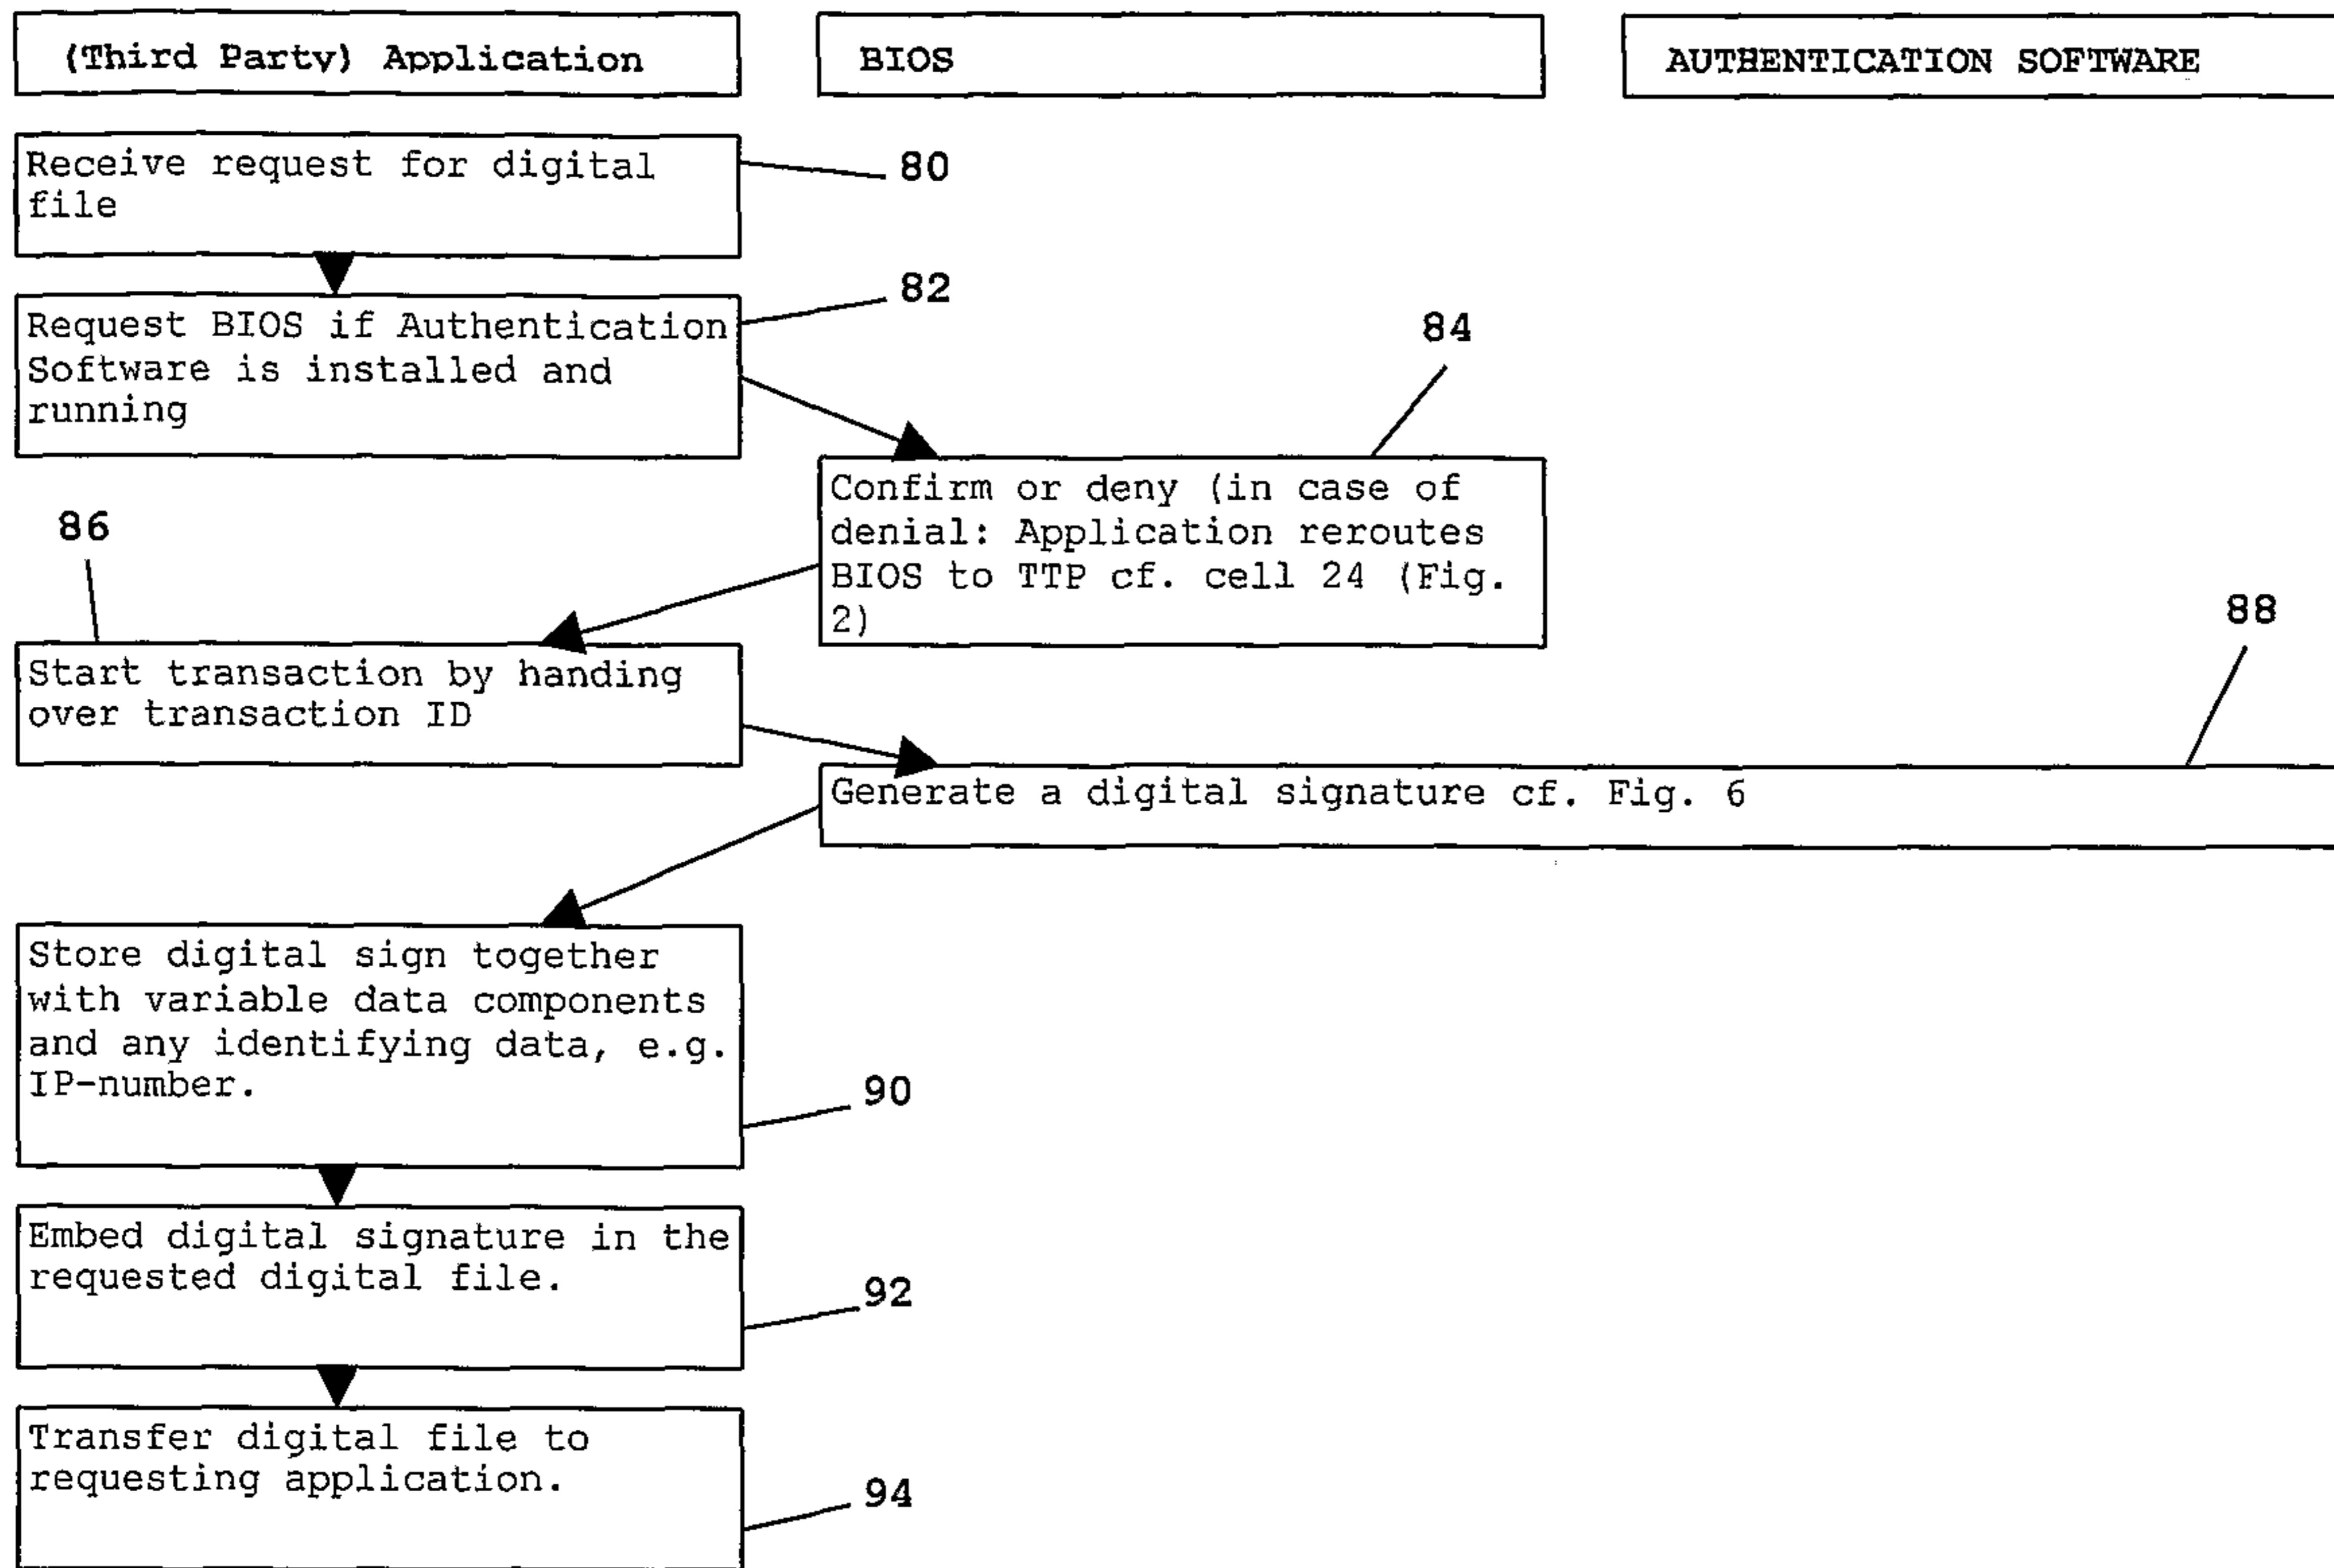 (Third Party) Application
BIOS
AUTHENTICATION SOFTWARE
Receive request for digital
file
80
Request BIOS if Authentication
Software is installed and
running
82
84
Confirm or deny (in case of
denial: Application reroutes
BIOS to TTP cf. cell 24 (Fig.
2)
86
Start transaction by handing
over transaction ID
88
Generate a digital signature cf. Fig. 6
Store digital sign together
with variable data components
and any identifying data, e.g.
IP-number.
90
Embed digital signature in the
requested digital file.
92
Transfer digital file to
requesting application.
94